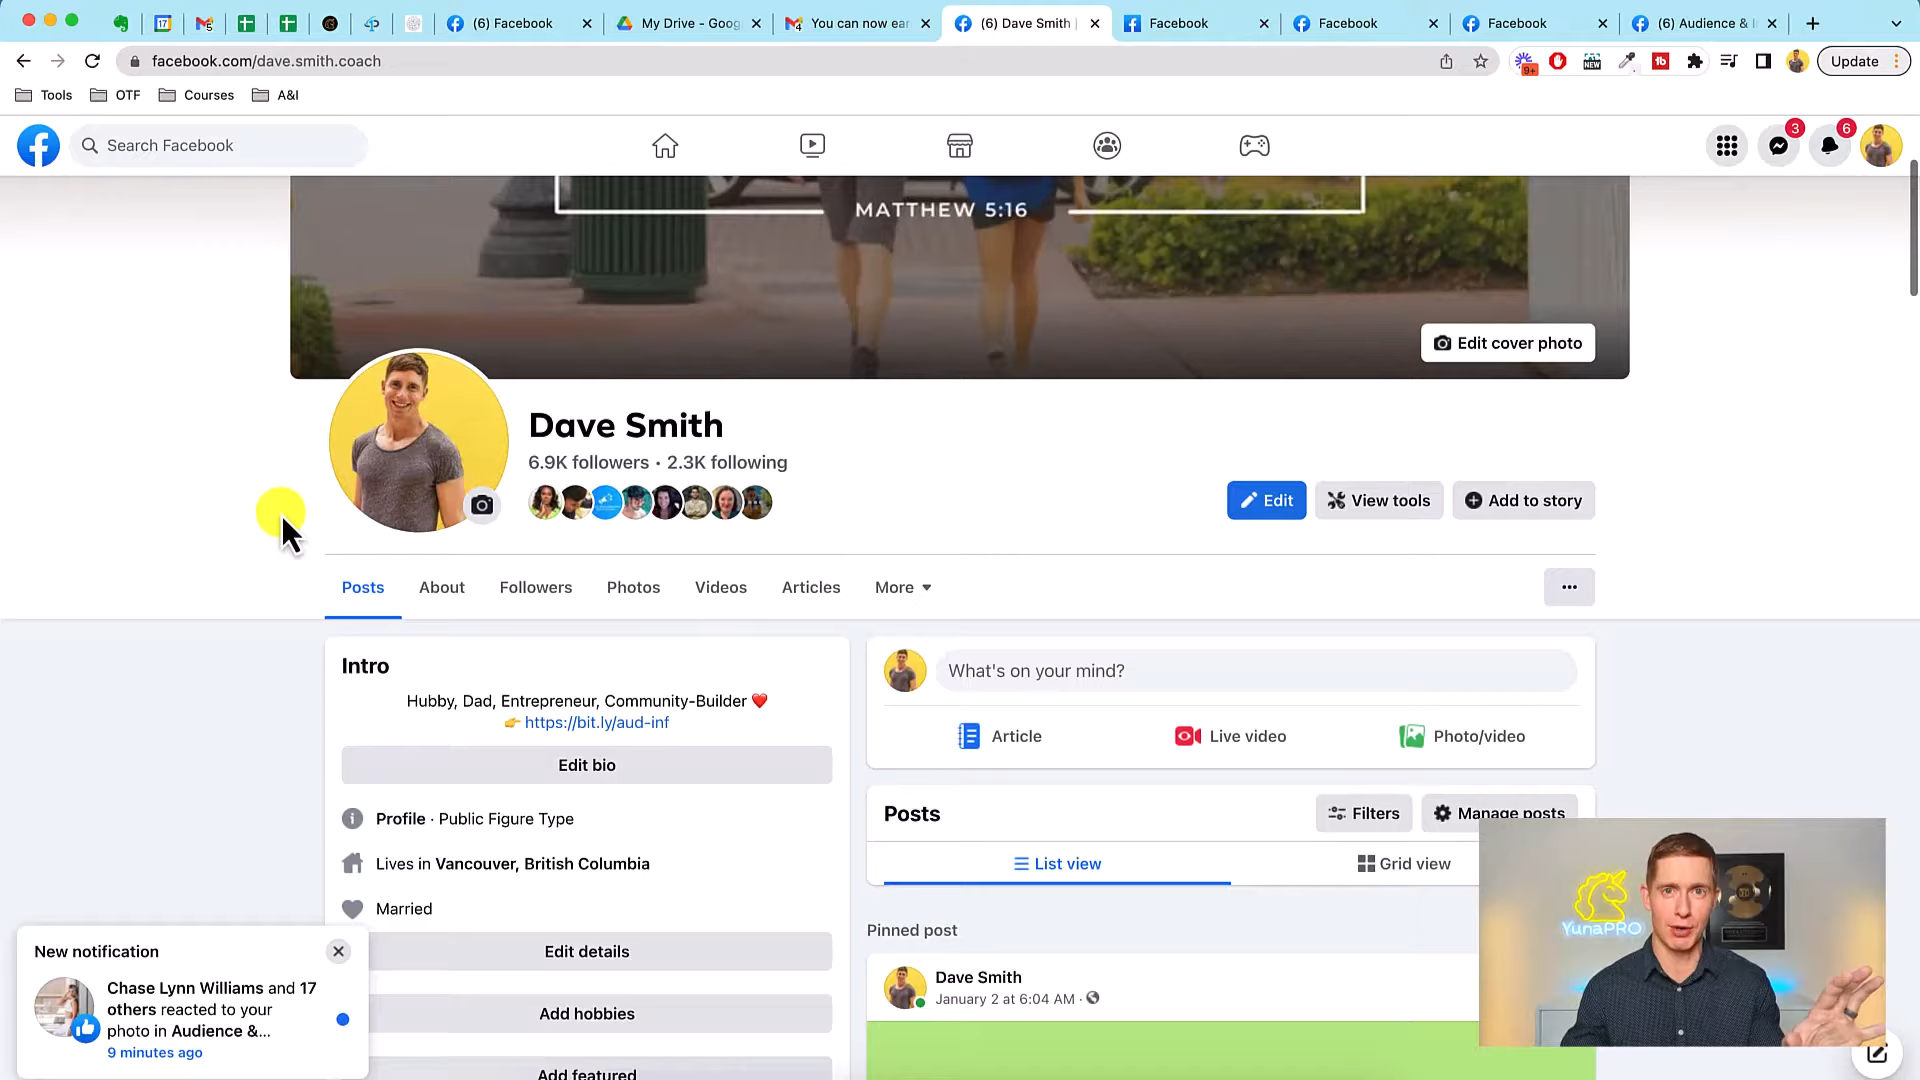 17
5
(6) Facebook
My Drive - Goog
4
You can now ear
(6) Dave Smith |
Facebook
Facebook
Facebook
(6) Audience & I
facebook.com/dave.smith.coach
9+
NEW
tb
Update
Tools
OTF
Courses
A&I
Search Facebook
3
6
MATTHEW 5:16
Edit cover photo
Dave Smith
6.9K followers · 2.3K following
Edit
View tools
Add to story
Posts
About
Followers
Photos
Videos
Articles
More
Intro
Hubby, Dad, Entrepreneur, Community-Builder ❤️
👉 https://bit.ly/aud-inf
Edit bio
Profile · Public Figure Type
Lives in Vancouver, British Columbia
Married
Edit details
Add hobbies
Add featured
What's on your mind?
Article
Live video
Photo/video
Posts
Filters
Manage posts
List view
Grid view
Pinned post
Dave Smith
January 2 at 6:04 AM ·
YunaPRO
New notification
Chase Lynn Williams and 17
others reacted to your
photo in Audience &...
9 minutes ago